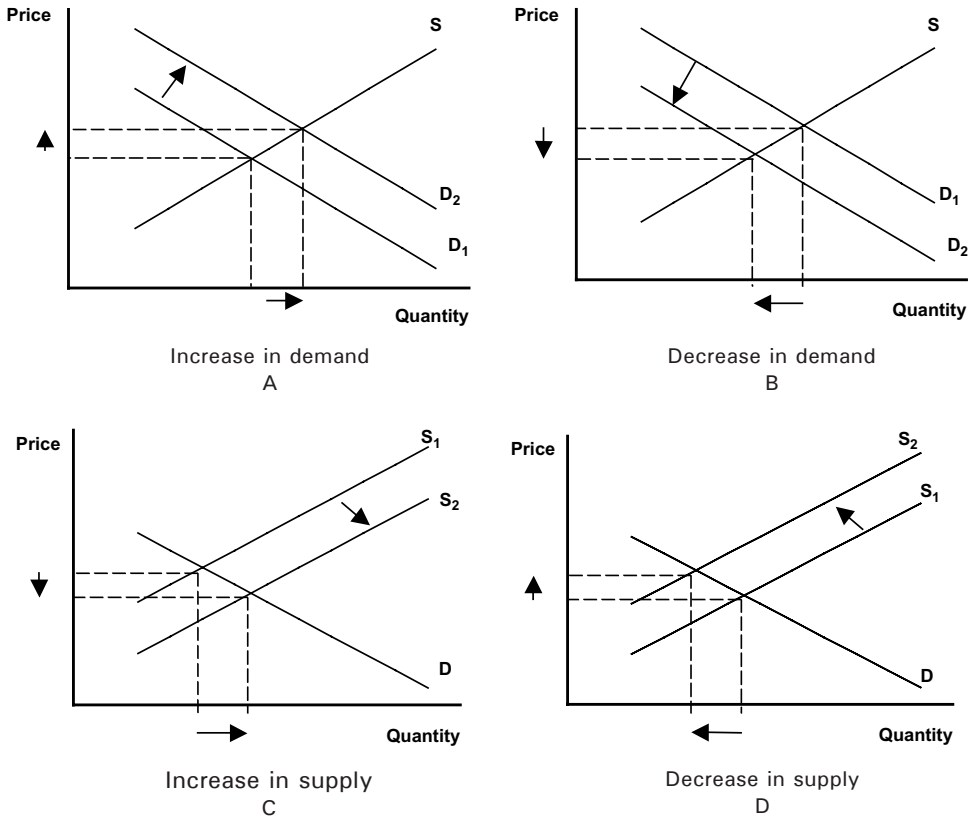 Price
S
D₂
D₁
Quantity
Increase in demand
A
Price
S
D₁
D₂
Quantity
Decrease in demand
B
Price
S₁
S₂
D
Quantity
Increase in supply
C
Price
S₂
S₁
D
Quantity
Decrease in supply
D